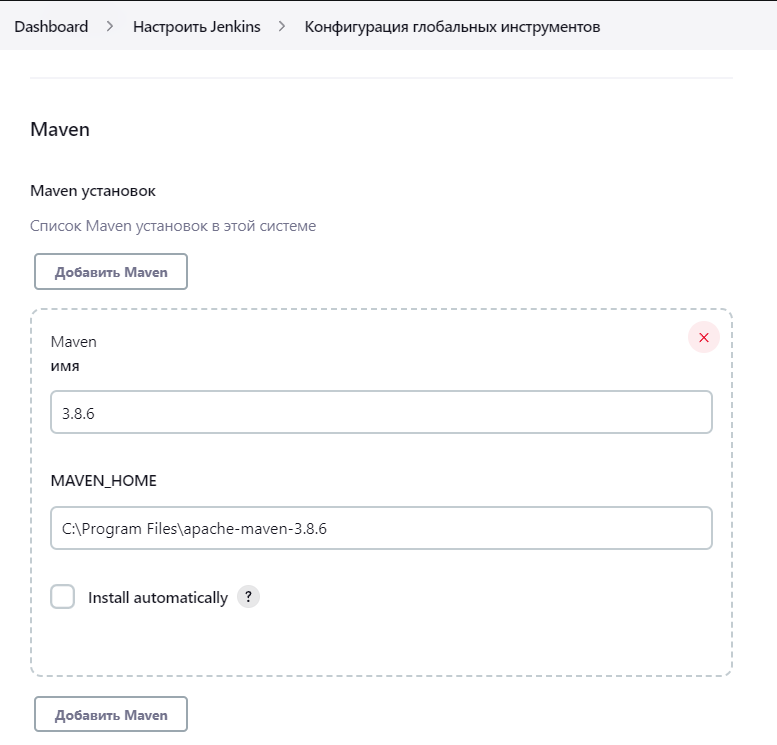 Dashboard > Настроить Jenkins > Конфигурация глобальных инструментов
Maven
Maven установок
Список Maven установок в этой системе
Добавить Maven
Maven
имя
3.8.6
MAVEN_HOME
C:\Program Files\apache-maven-3.8.6
Install automatically ?
Добавить Maven